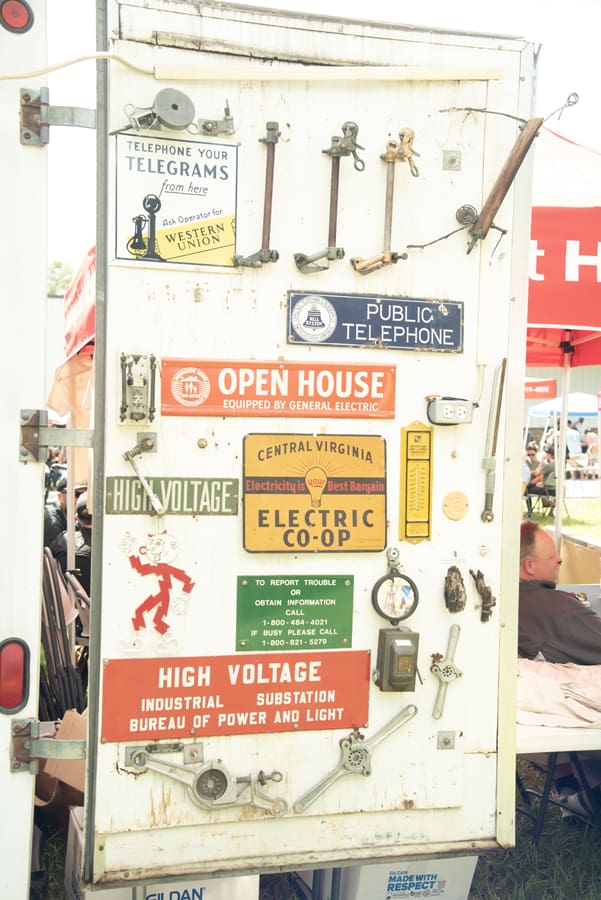 TELEPHONE YOUR
TELEGRAMS
from here
Ask Operator for
WESTERN
UNION
BELL
SYSTEM
PUBLIC
TELEPHONE
t H
OPEN HOUSE
EQUIPPED BY GENERAL ELECTRIC
CENTRAL VIRGINIA
Electricity is your Best Bargain
ELECTRIC
CO-OP
HIGH VOLTAGE
TO REPORT TROUBLE
OR
OBTAIN INFORMATION
CALL
1-800-484-4021
IF BUSY PLEASE CALL
1-800-821-5279
HIGH VOLTAGE
INDUSTRIAL SUBSTATION
BUREAU OF POWER AND LIGHT
GILDAN
GILDAN
MADE WITH
RESPECT